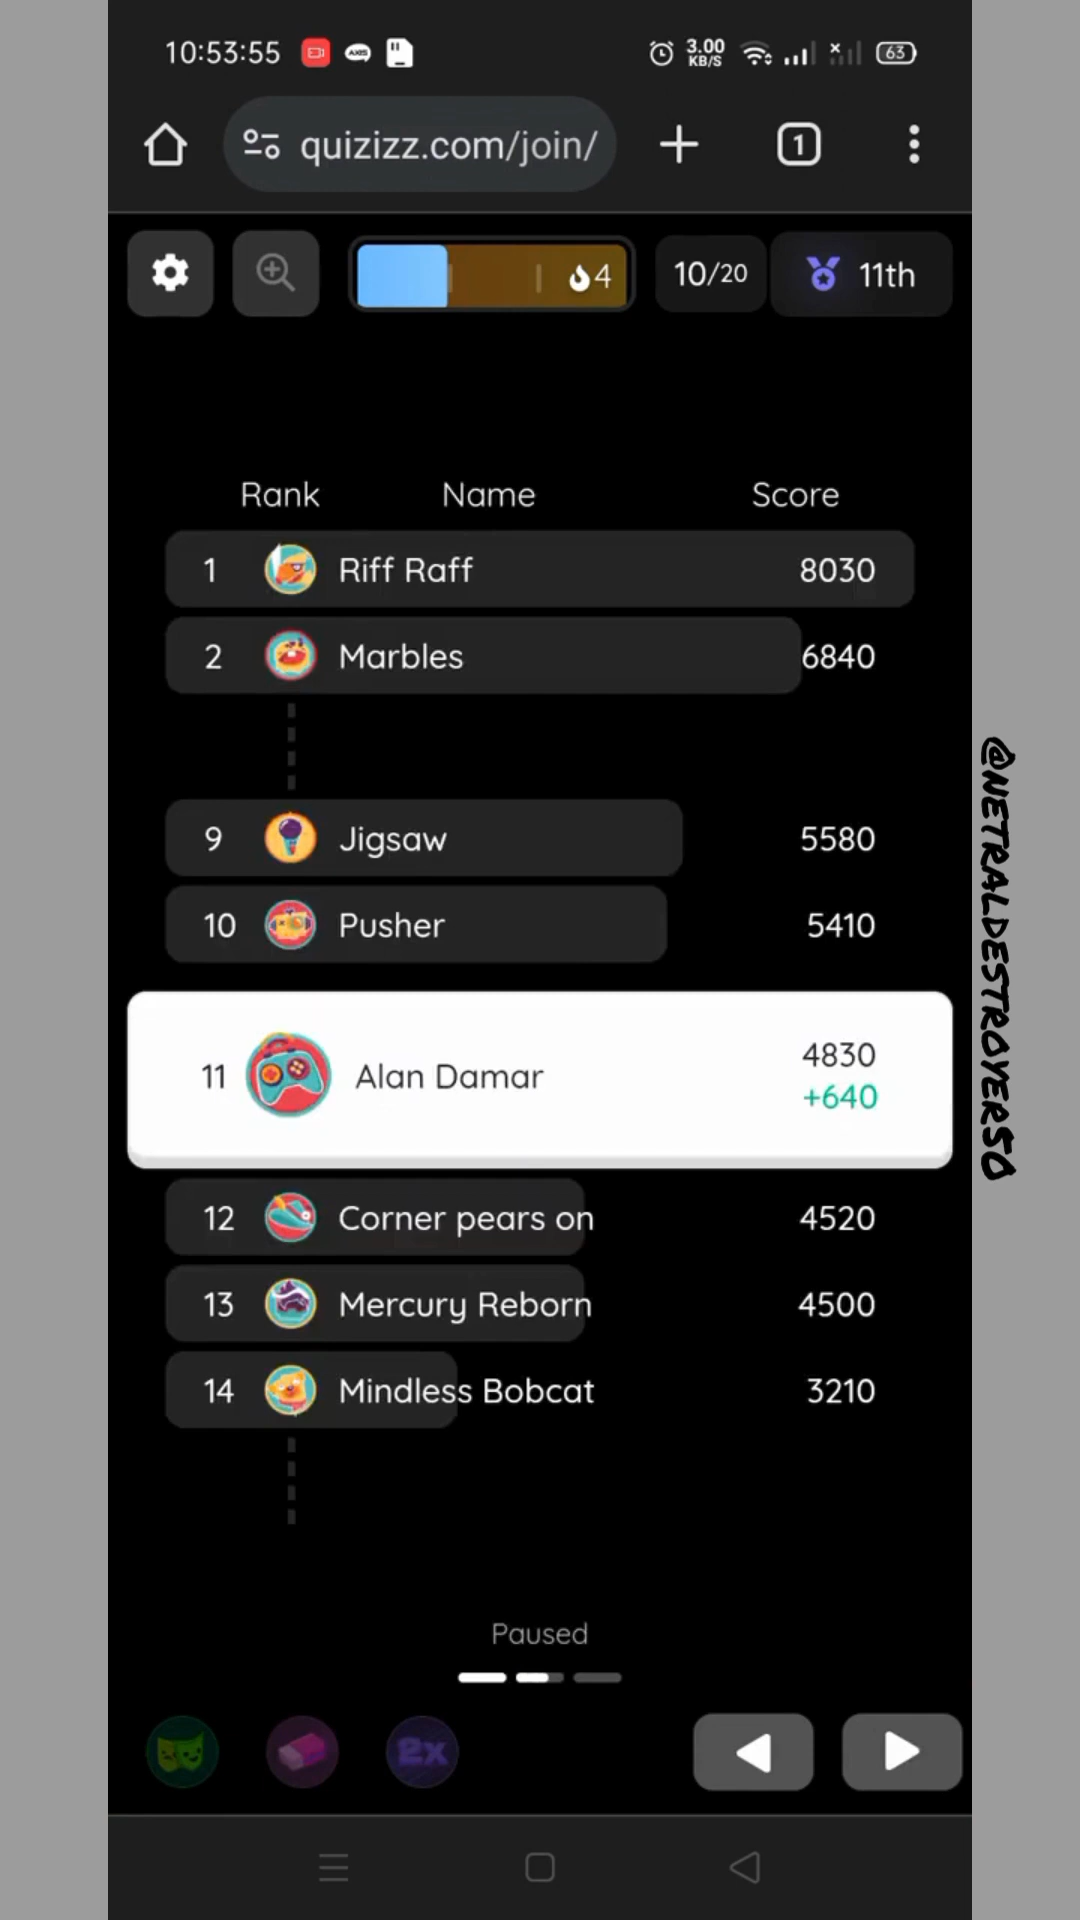 10:53:55 AXIS 3.00 KB/S 63
quizizz.com/join/ 1
4 10/20 11th
Rank Name Score
1 Riff Raff 8030
2 Marbles 6840
9 Jigsaw 5580
10 Pusher 5410
11 Alan Damar 4830
+640
12 Corner pears on 4520
13 Mercury Reborn 4500
14 Mindless Bobcat 3210
Paused
2x
@NETRALDESTROYER50